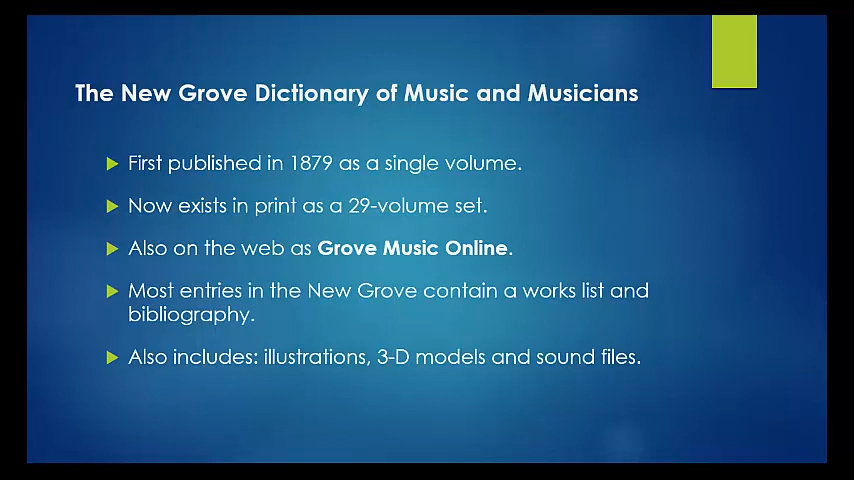 The New Grove Dictionary of Music and Musicians
First published in 1879 as a single volume.
Now exists in print as a 29-volume set.
Also on the web as Grove Music Online.
Most entries in the New Grove contain a works list and
bibliography.
Also includes: illustrations, 3-D models and sound files.